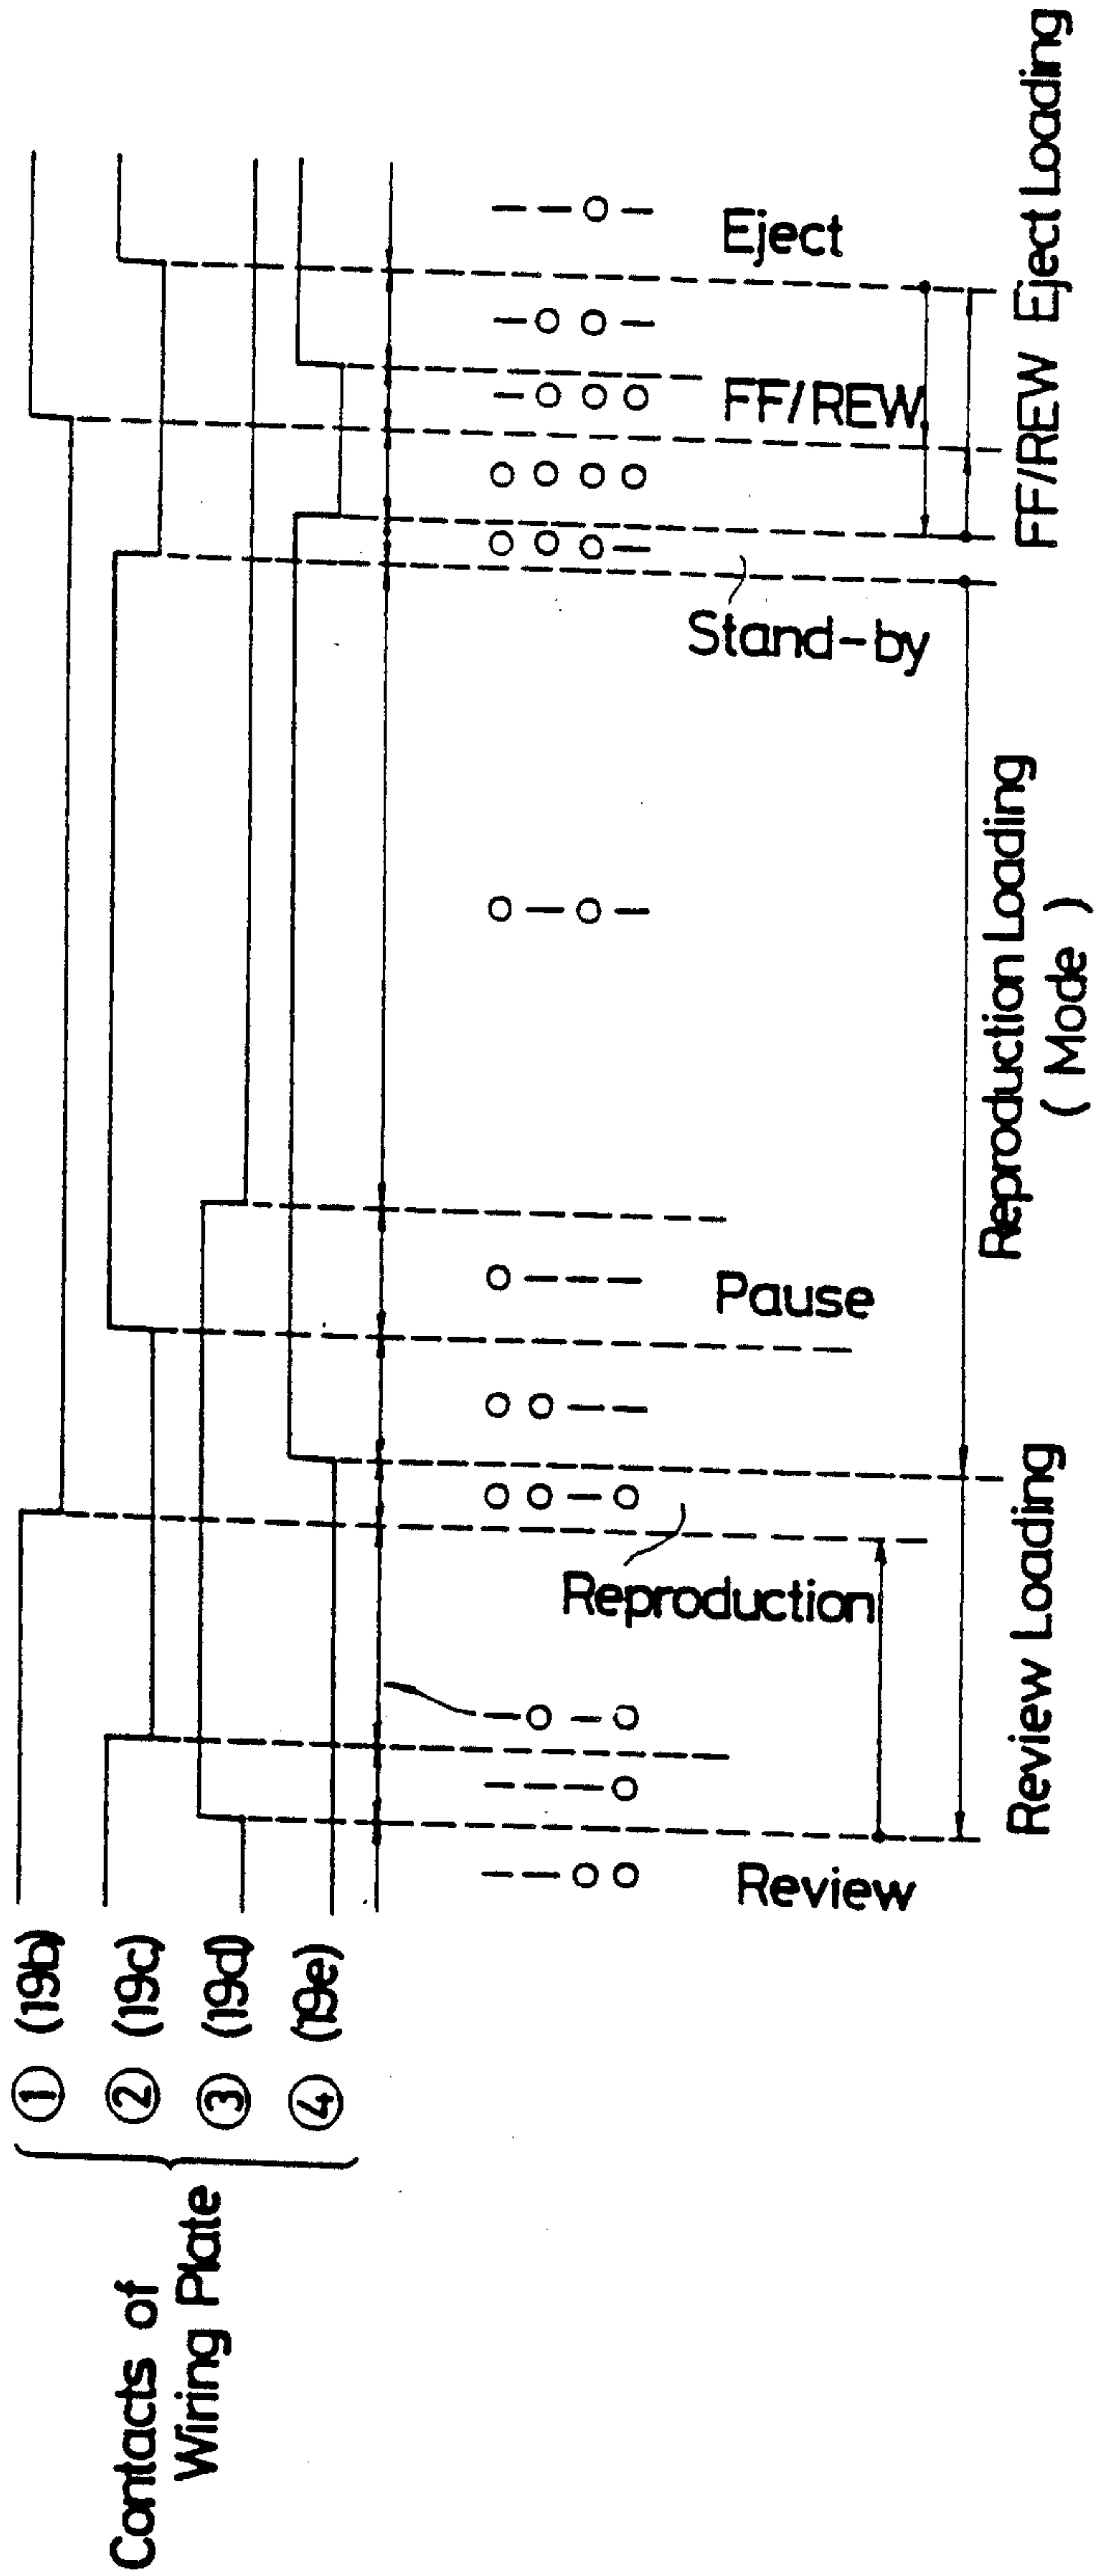 Contacts of
Wiring Plate
① (19b)
② (19c)
③ (19d)
④ (19e)
Review
Reproduction
Pause
Stand-by
FF/REW
Eject
Review Loading
Reproduction Loading
( Mode )
FF/REW
Eject Loading